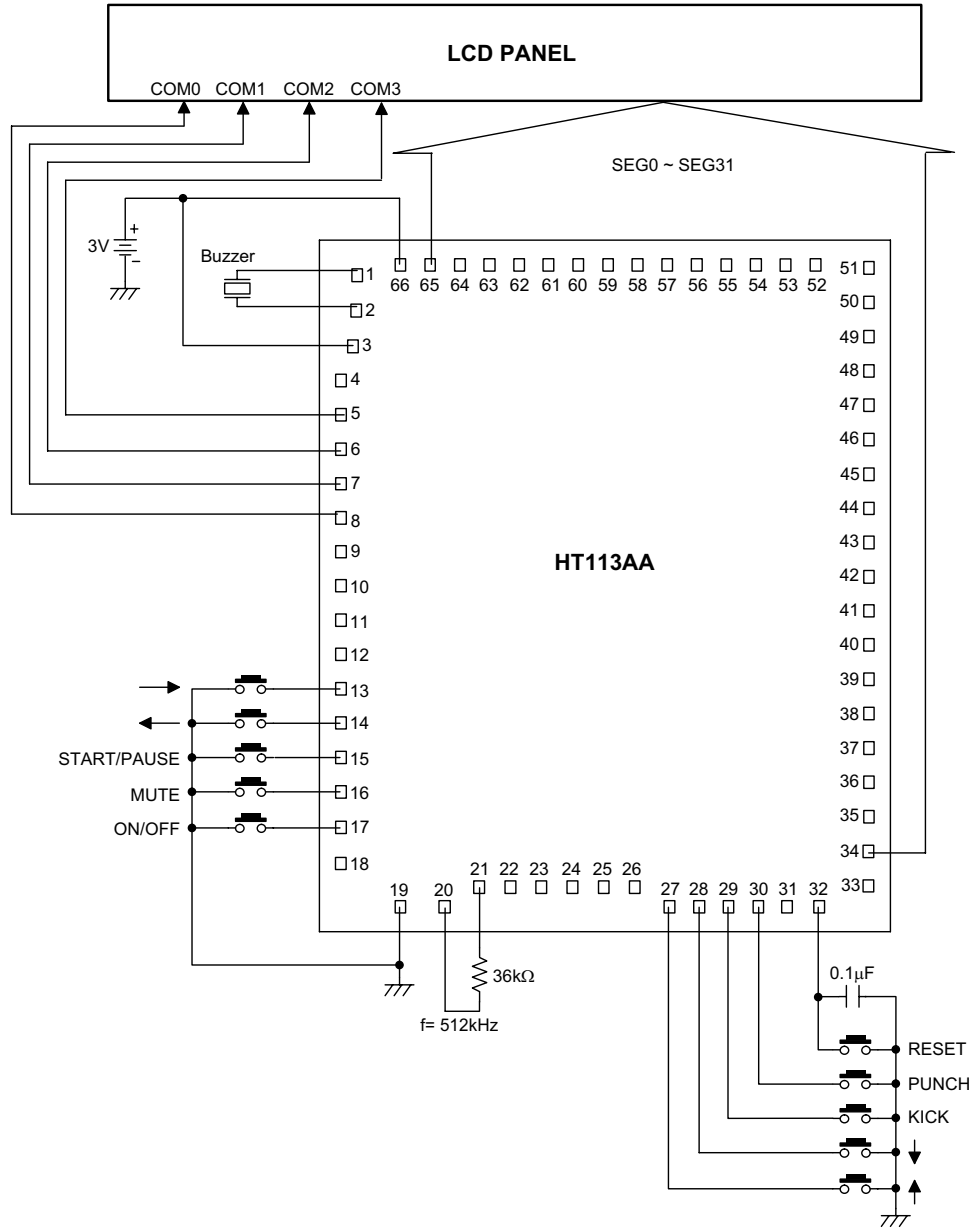 LCD PANEL
COM0 COM1 COM2 COM3
SEG0 ~ SEG31
3V
+
−
Buzzer
1
2
3
4
5
6
7
8
9
10
11
12
13
14
15
16
17
18
66 65 64 63 62 61 60 59 58 57 56 55 54 53 52
51
50
49
48
47
46
45
44
43
42
41
40
39
38
37
36
35
34
33
HT113AA
START/PAUSE
MUTE
ON/OFF
19 20 21 22 23 24 25 26 27 28 29 30 31 32
36kΩ
f= 512kHz
0.1μF
RESET
PUNCH
KICK